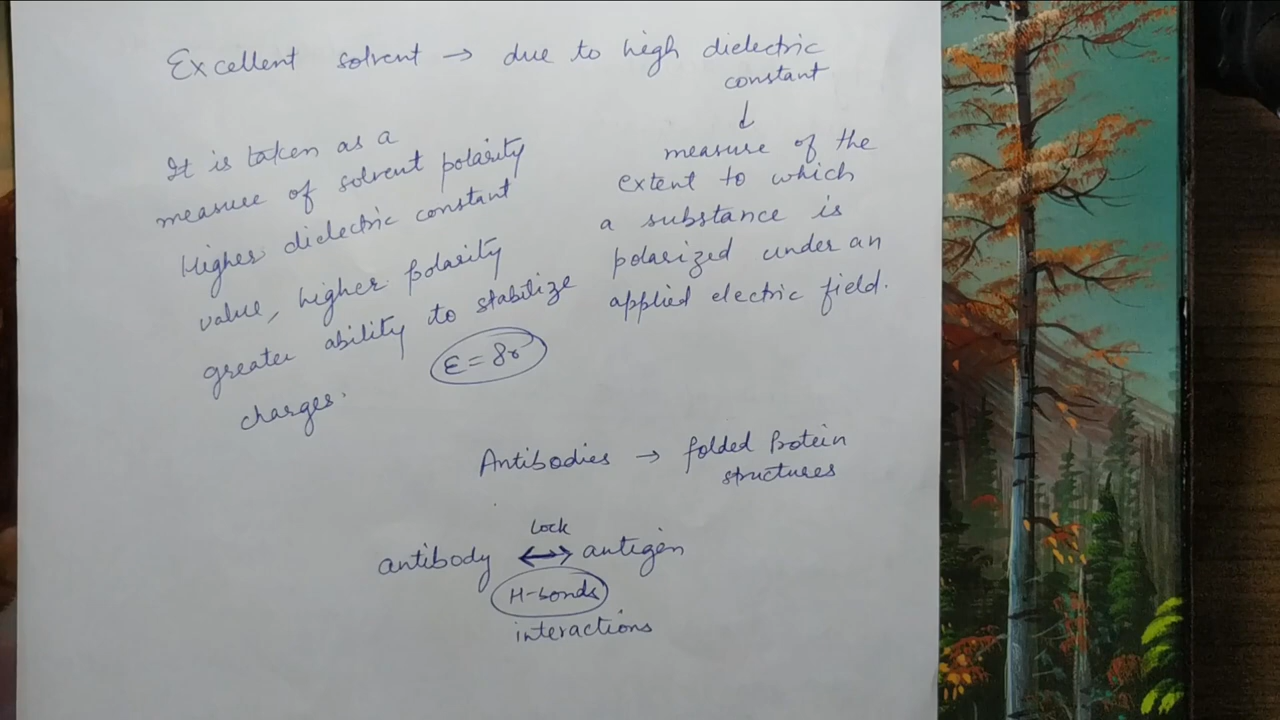 Excellent solvent → due to high dielectric
constant
↓
measure of the
extent to which
a substance is
polarized under an
applied electric field.
It is taken as a
measure of solvent polarity
Higher dielectric constant
value, higher polarity
greater ability to stabilize
charges.
ε =
Antibodies → folded Protein
structures
Lock
antibody ↔ antigen
H-bonds
interactions